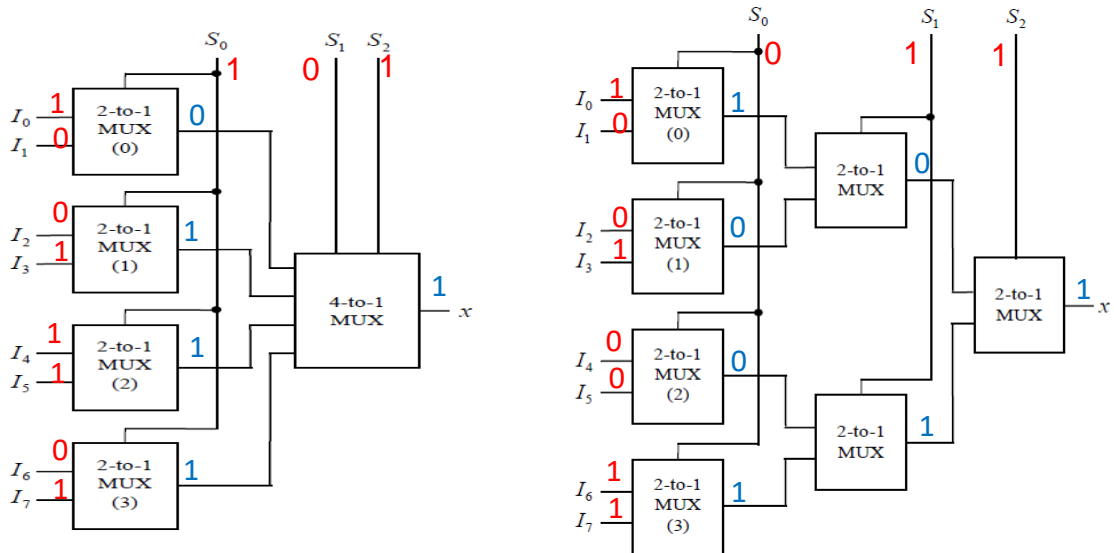 S₀ S₁ S₂
1 0 1
I₀ 1 2-to-1 0
I₁ 0 MUX
(0)
I₂ 0 2-to-1 1
I₃ 1 MUX
(1)
4-to-1 1 x
MUX
I₄ 1 2-to-1 1
I₅ 1 MUX
(2)
I₆ 0 2-to-1 1
I₇ 1 MUX
(3)
S₀ S₁ S₂
0 1 1
I₀ 1 2-to-1 1
I₁ 0 MUX
(0)
2-to-1 0
MUX
I₂ 0 2-to-1 0
I₃ 1 MUX
(1)
2-to-1 1 x
MUX
I₄ 0 2-to-1 0
I₅ 0 MUX
(2)
2-to-1 1
MUX
I₆ 1 2-to-1 1
I₇ 1 MUX
(3)